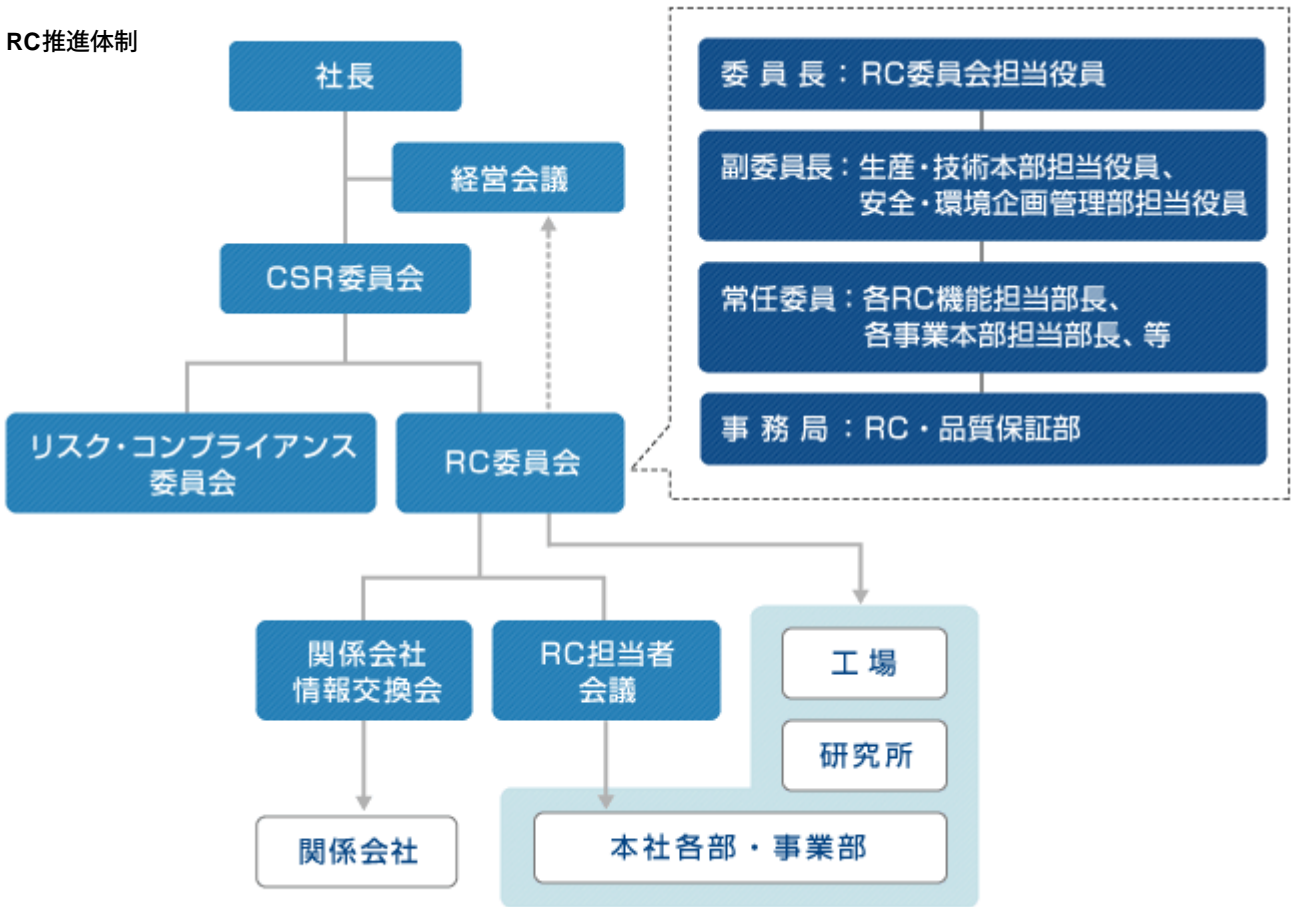 RC推進体制
社長
経営会議
CSR委員会
リスク・コンプライアンス
委員会
RC委員会
委員長：RC委員会担当役員
副委員長：生産・技術本部担当役員、
安全・環境企画管理部担当役員
常任委員：各RC機能担当部長、
各事業本部担当部長、等
事務局：RC・品質保証部
関係会社
情報交換会
RC担当者
会議
工場
研究所
関係会社
本社各部・事業部